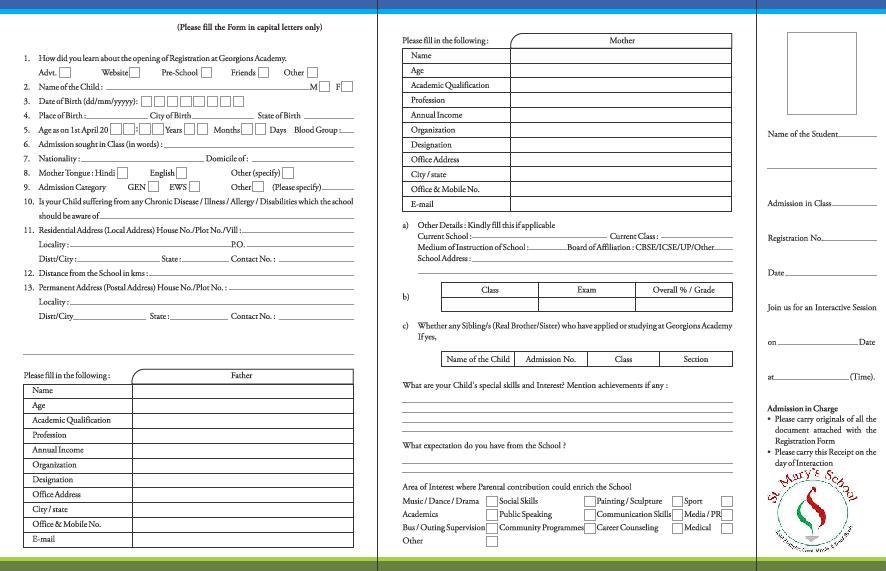 (Please fill the Form in capital letters only)
1. How did you learn about the opening of Registration at Georgions Academy.
Advt. Website Pre-School Friends Other
2. Name of the Child : M F
3. Date of Birth (dd/mm/yyyy):
4. Place of Birth : City of Birth State of Birth
5. Age as on 1st April 20 : Years Months Days Blood Group :
6. Admission sought in Class (in words) :
7. Nationality : Domicile of :
8. Mother Tongue : Hindi English Other (specify)
9. Admission Category GEN EWS Other (Please specify)
10. Is your Child suffering from any Chronic Disease / Illness / Allergy / Disabilities which the school
should be aware of
11. Residential Address (Local Address) House No./Plot No./Vill :
Locality : P.O.
Distt/City State : Contact No. :
12. Distance from the School in kms :
13. Permanent Address (Postal Address) House No./Plot No. :
Locality :
Distt/City State : Contact No. :
Please fill in the following : Father
Name
Age
Academic Qualification
Profession
Annual Income
Organization
Designation
Office Address
City / state
Office & Mobile No.
E-mail
Please fill in the following : Mother
Name
Age
Academic Qualification
Profession
Annual Income
Organization
Designation
Office Address
City / state
Office & Mobile No.
E-mail
a) Other Details : Kindly fill this if applicable
Current School : Current Class :
Medium of Instruction of School : Board of Affiliation : CBSE/ICSE/UP/Other
School Address :
b) Class Exam Overall % / Grade
c) Whether any Sibling/s (Real Brother/Sister) who have applied or studying at Georgions Academy
If yes,
Name of the Child Admission No. Class Section
What are your Child's special skills and Interest? Mention achievements if any :
What expectation do you have from the School ?
Area of Interest where Parental contribution could enrich the School
Music / Dance / Drama Social Skills Painting / Sculpture Sport
Academics Public Speaking Communication Skills Media / PR
Bus / Outing Supervision Community Programmes Career Counseling Medical
Other
Name of the Student
Admission in Class
Registration No.
Date
Join us for an Interactive Session
on Date
at (Time).
Admission in Charge
• Please carry originals of all the
document attached with the
Registration Form
• Please carry this Receipt on the
day of Interaction
St. Mary's School